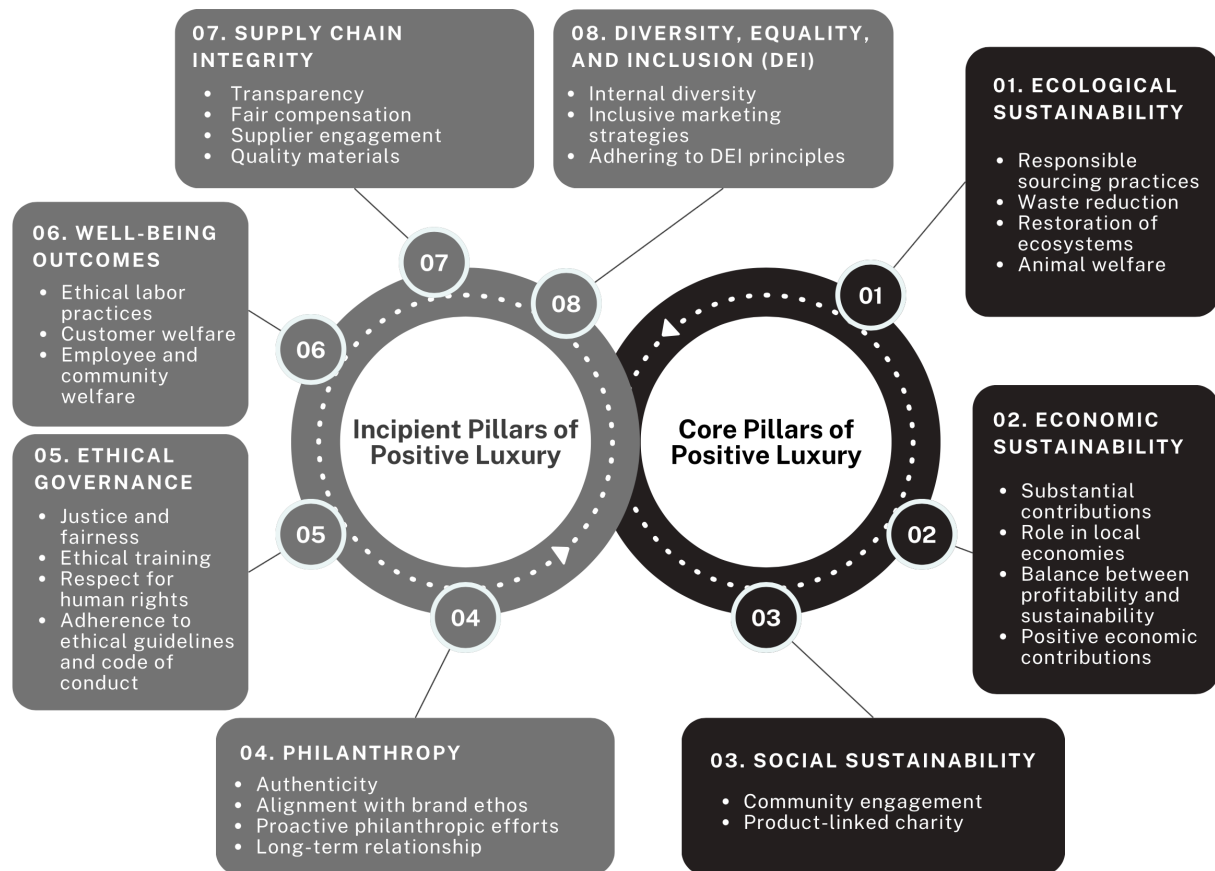 07. SUPPLY CHAIN
INTEGRITY
• Transparency
• Fair compensation
• Supplier engagement
• Quality materials
08. DIVERSITY, EQUALITY,
AND INCLUSION (DEI)
• Internal diversity
• Inclusive marketing
strategies
• Adhering to DEI principles
01. ECOLOGICAL
SUSTAINABILITY
• Responsible
sourcing practices
• Waste reduction
• Restoration of
ecosystems
• Animal welfare
06. WELL-BEING
OUTCOMES
• Ethical labor
practices
• Customer welfare
• Employee and
community
welfare
07
08
01
06
Incipient Pillars of
Positive Luxury
Core Pillars of
Positive Luxury
02. ECONOMIC
SUSTAINABILITY
• Substantial
contributions
• Role in local
economies
• Balance between
profitability and
sustainability
• Positive economic
contributions
05. ETHICAL
GOVERNANCE
• Justice and
fairness
• Ethical training
• Respect for
human rights
• Adherence to
ethical guidelines
and code of
conduct
05
02
04
03
04. PHILANTHROPY
• Authenticity
• Alignment with brand ethos
• Proactive philanthropic efforts
• Long-term relationship
03. SOCIAL SUSTAINABILITY
• Community engagement
• Product-linked charity